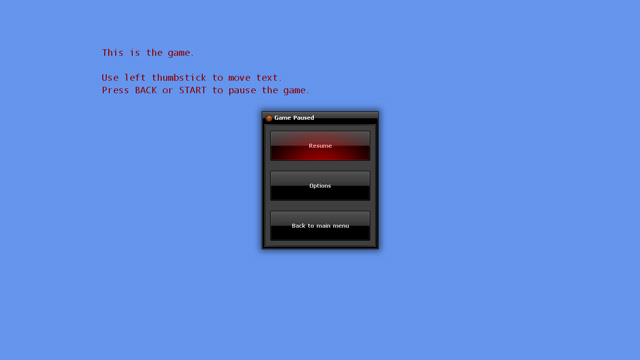 This is the game.
Use left thumbstick to move text.
Press BACK or START to pause the game.
Game Paused
Resume
Options
Back to main menu